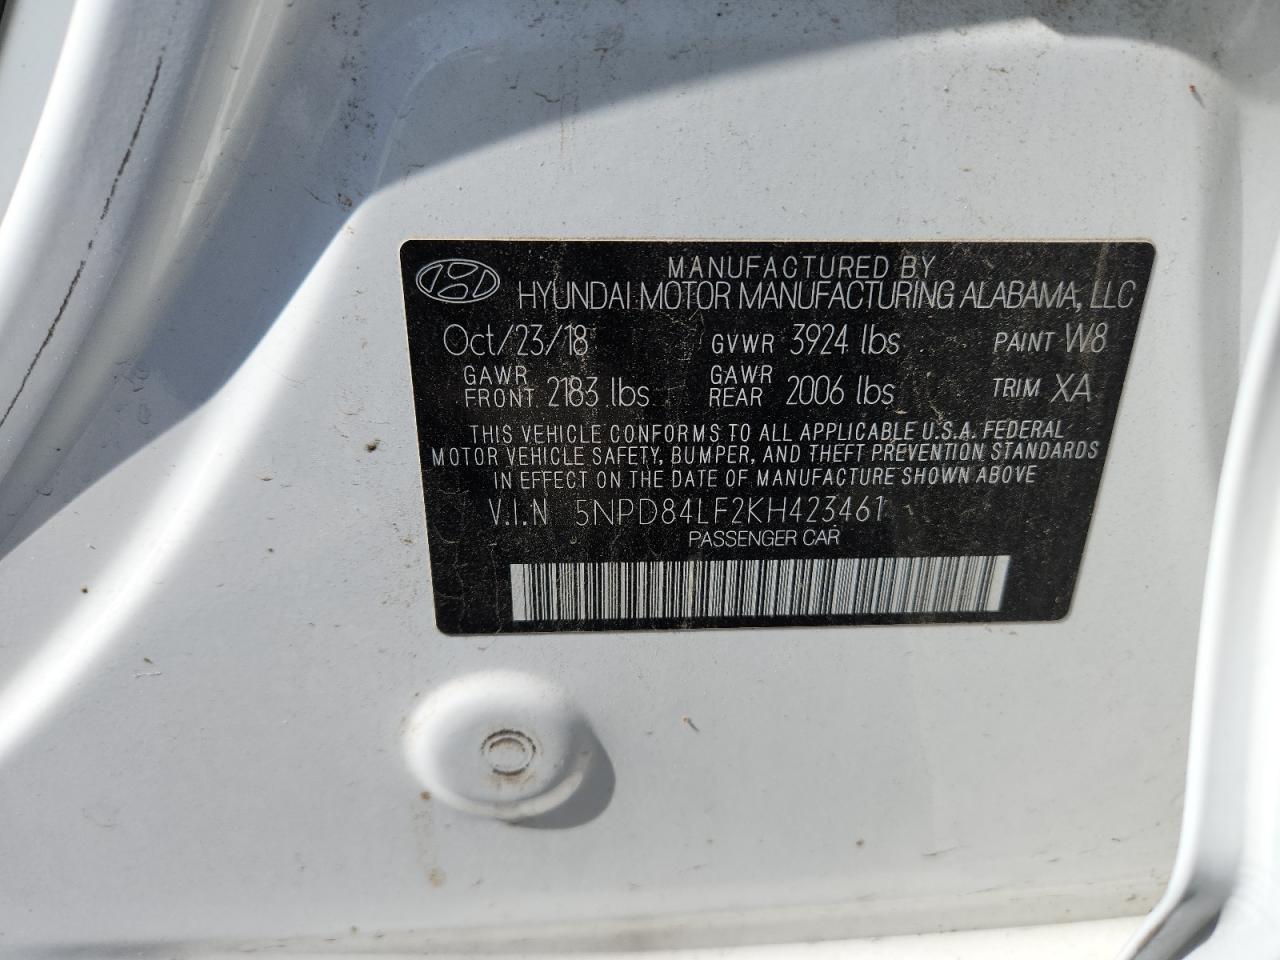 MANUFACTURED BY
HYUNDAI MOTOR MANUFACTURING ALABAMA, LLC
Oct/23/18 GVWR 3924 lbs PAINT W8
GAWR FRONT 2183 lbs GAWR REAR 2006 lbs TRIM XA
THIS VEHICLE CONFORMS TO ALL APPLICABLE U.S.A. FEDERAL
MOTOR VEHICLE SAFETY, BUMPER, AND THEFT PREVENTION STANDARDS
IN EFFECT ON THE DATE OF MANUFACTURE SHOWN ABOVE
V.I.N 5NPD84LF2KH423461
PASSENGER CAR